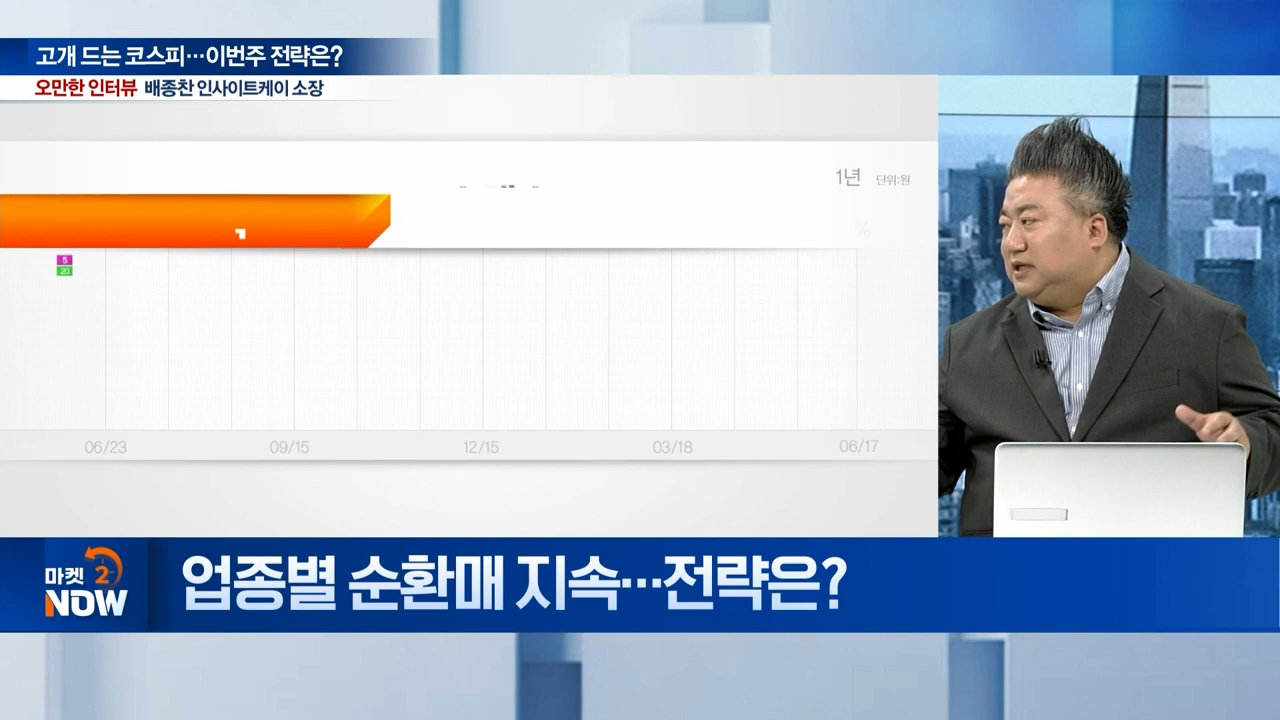 고개 드는 코스피…이번주 전략은?
오만한 인터뷰 배종찬 인사이트케이 소장
1년 단위:원
%
5
20
06/23 09/15 12/15 03/18 06/17
마켓 2
NOW
업종별 순환매 지속…전략은?